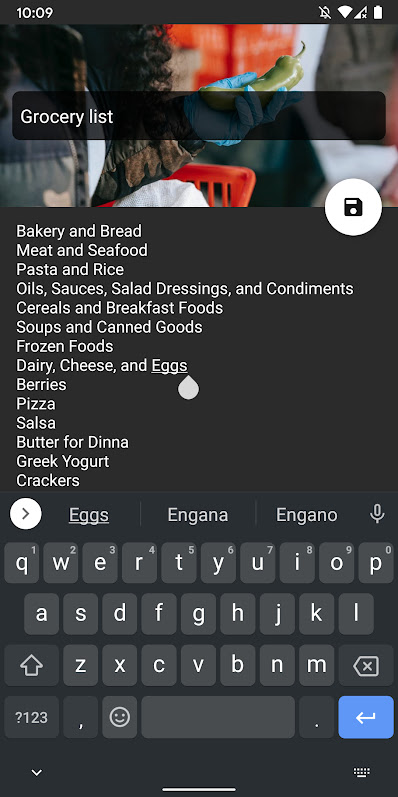 10:09
Grocery list
Bakery and Bread
Meat and Seafood
Pasta and Rice
Oils, Sauces, Salad Dressings, and Condiments
Cereals and Breakfast Foods
Soups and Canned Goods
Frozen Foods
Dairy, Cheese, and Eggs
Berries
Pizza
Salsa
Butter for Dinna
Greek Yogurt
Crackers
Eggs Engana Engano
1 2 3 4 5 6 7 8 9 0
q w e r t y u i o p
a s d f g h j k l
z x c v b n m
?123 , .